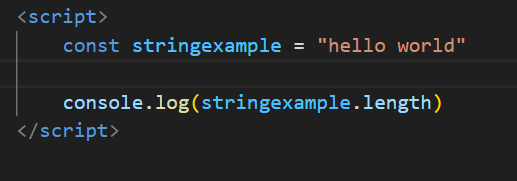 <script>
const stringexample = "hello world"
console.log(stringexample.length)
</script>